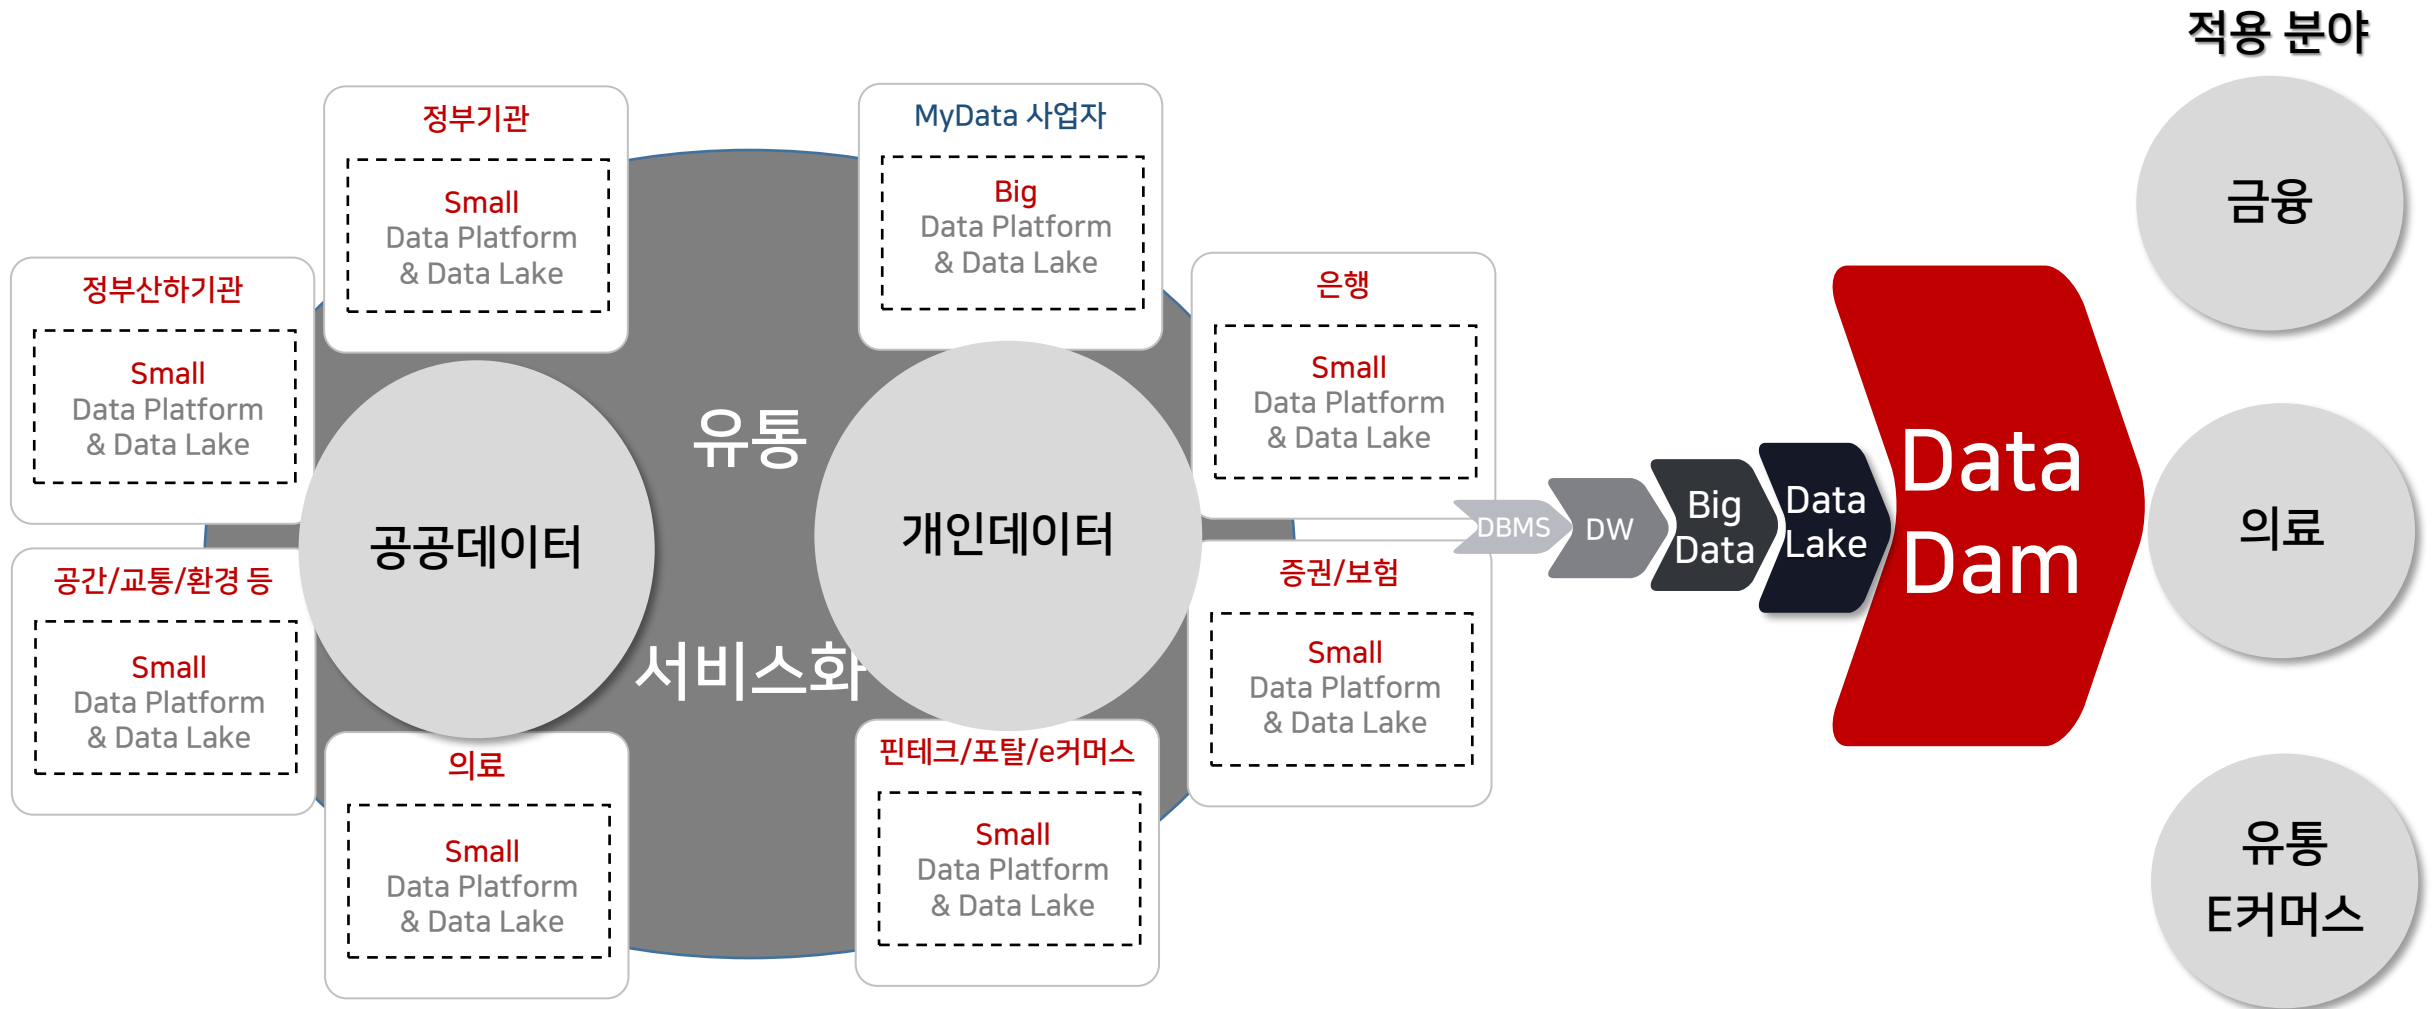 적용 분야
정부기관
Small
Data Platform
& Data Lake
MyData 사업자
Big
Data Platform
& Data Lake
정부산하기관
Small
Data Platform
& Data Lake
은행
Small
Data Platform
& Data Lake
공공데이터
유통
서비스화
개인데이터
공간/교통/환경 등
Small
Data Platform
& Data Lake
증권/보험
Small
Data Platform
& Data Lake
의료
Small
Data Platform
& Data Lake
핀테크/포탈/e커머스
Small
Data Platform
& Data Lake
DBMS
DW
Big
Data
Data
Lake
Data
Dam
금융
의료
유통
E커머스